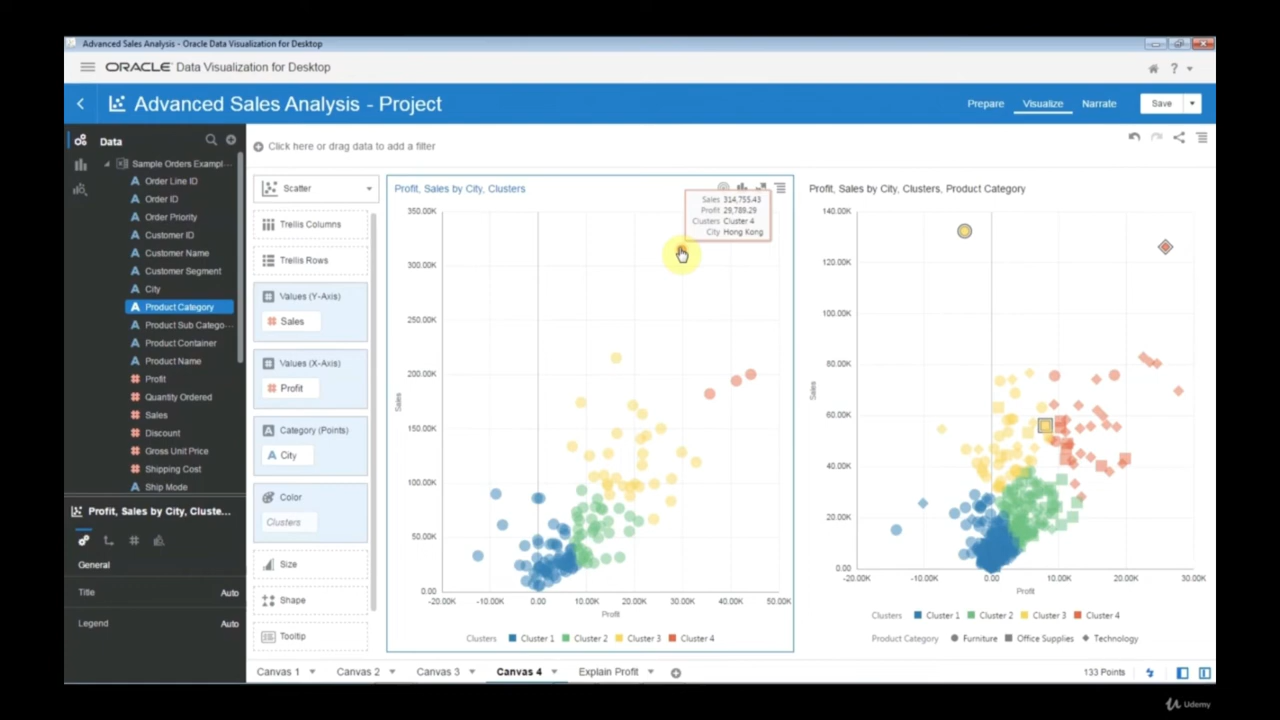 Advanced Sales Analysis - Oracle Data Visualization for Desktop
ORACLE Data Visualization for Desktop
?
Advanced Sales Analysis - Project
Prepare
Visualize
Narrate
Save
Data
Click here or drag data to add a filter
Sample Orders Exampl...
A Order Line ID
A Order ID
A Order Priority
A Customer ID
A Customer Name
A Customer Segment
A City
A Product Category
A Product Sub Catego...
A Product Container
A Product Name
# Profit
# Quantity Ordered
# Sales
# Discount
# Gross Unit Price
# Shipping Cost
A Ship Mode
Profit, Sales by City, Cluste...
General
Title Auto
Legend Auto
Scatter
Trellis Columns
Trellis Rows
Values (Y-Axis)
# Sales
Values (X-Axis)
# Profit
Category (Points)
A City
Color
Clusters
Size
Shape
Tooltip
Profit, Sales by City, Clusters
Sales 314,755.43
Profit 29,789.29
Clusters Cluster 4
City Hong Kong
350.00K
300.00K
250.00K
200.00K
150.00K
100.00K
50.00K
0.00
Sales
-20.00K -10.00K 0.00 10.00K 20.00K 30.00K 40.00K 50.00K
Profit
Clusters Cluster 1 Cluster 2 Cluster 3 Cluster 4
Profit, Sales by City, Clusters, Product Category
140.00K
120.00K
100.00K
80.00K
60.00K
40.00K
20.00K
0.00
Sales
-20.00K -10.00K 0.00 10.00K 20.00K 30.00K
Profit
Clusters Cluster 1 Cluster 2 Cluster 3 Cluster 4
Product Category Furniture Office Supplies Technology
Canvas 1 Canvas 2 Canvas 3 Canvas 4 Explain Profit
133 Points
Udemy